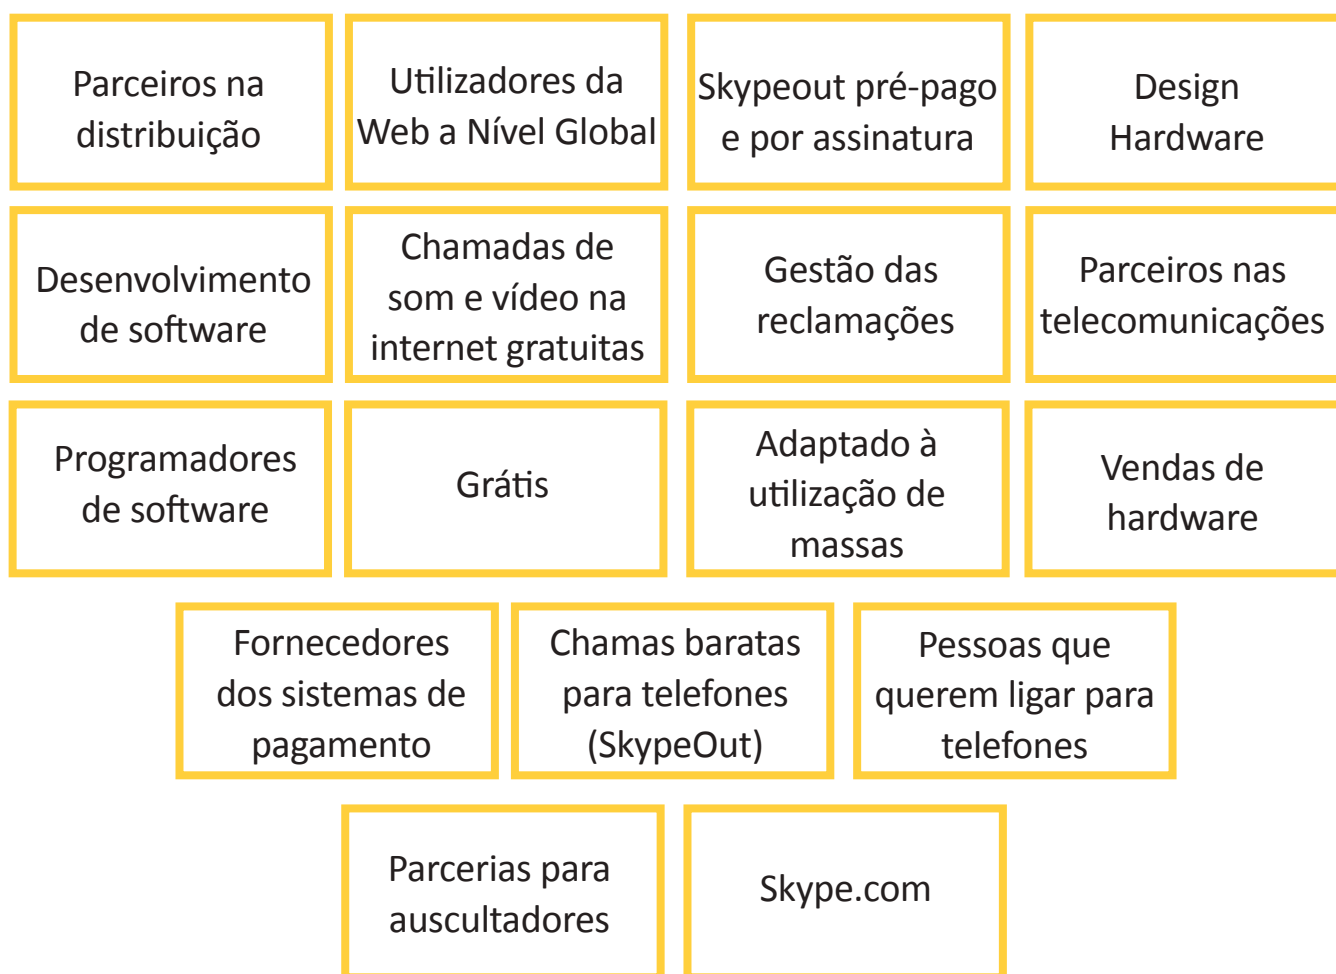 Parceiros na
distribuição
Utilizadores da
Web a Nível Global
Skypeout pré-pago
e por assinatura
Design
Hardware
Desenvolvimento
de software
Chamadas de
som e vídeo na
internet gratuitas
Gestão das
reclamações
Parceiros nas
telecomunicações
Programadores
de software
Grátis
Adaptado à
utilização de
massas
Vendas de
hardware
Fornecedores
dos sistemas de
pagamento
Chamas baratas
para telefones
(SkypeOut)
Pessoas que
querem ligar para
telefones
Parcerias para
auscultadores
Skype.com